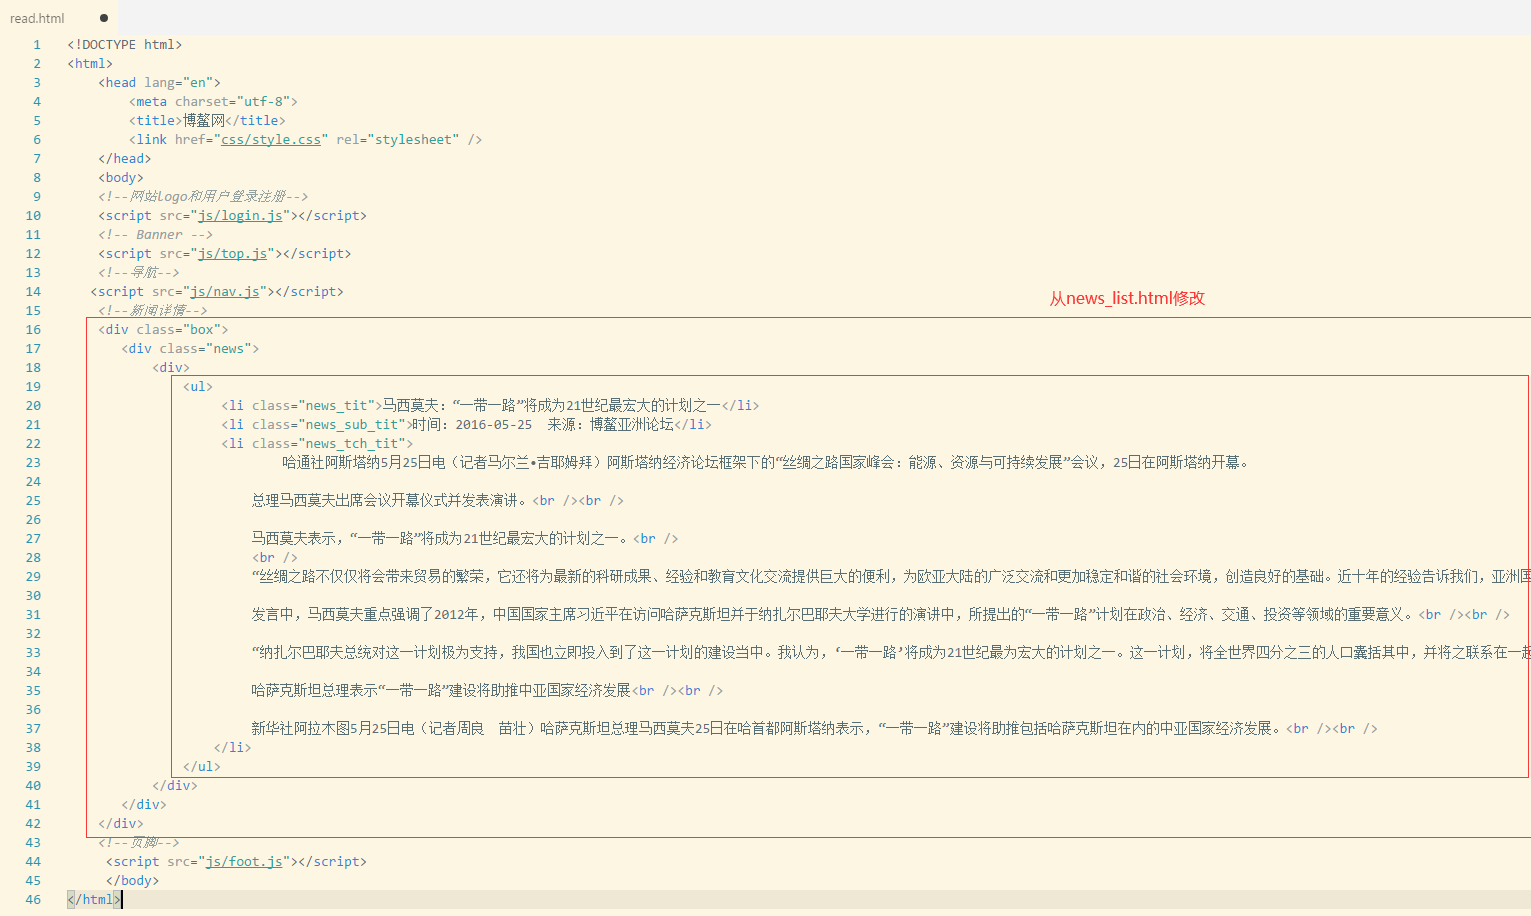 read.html ●
1 <!DOCTYPE html>
2 <html>
3 <head lang="en">
4 <meta charset="utf-8">
5 <title>博鳌网</title>
6 <link href="css/style.css" rel="stylesheet" />
7 </head>
8 <body>
9 <!--网站logo和用户登录注册-->
10 <script src="js/login.js"></script>
11 <!-- Banner -->
12 <script src="js/top.js"></script>
13 <!--导航-->
14 <script src="js/nav.js"></script>
从news_list.html修改
15 <!--新闻详情-->
16 <div class="box">
17 <div class="news">
18 <div>
19 <ul>
20 <li class="news_tit">马西莫夫：“一带一路”将成为21世纪最宏大的计划之一</li>
21 <li class="news_sub_tit">时间：2016-05-25 来源：博鳌亚洲论坛</li>
22 <li class="news_tch_tit">
23 哈通社阿斯塔纳5月25日电（记者马尔兰•吉耶姆拜）阿斯塔纳经济论坛框架下的“丝绸之路国家峰会：能源、资源与可持续发展”会议，25日在阿斯塔纳开幕。
24
25 总理马西莫夫出席会议开幕仪式并发表演讲。<br /><br />
26
27 马西莫夫表示，“一带一路”将成为21世纪最宏大的计划之一。<br />
28 <br />
29 “丝绸之路不仅仅将会带来贸易的繁荣，它还将为最新的科研成果、经验和教育文化交流提供巨大的便利，为欧亚大陆的广泛交流和更加稳定和谐的社会环境，创造良好的基础。近十年的经验告诉我们，亚洲国
30
31 发言中，马西莫夫重点强调了2012年，中国国家主席习近平在访问哈萨克斯坦并于纳扎尔巴耶夫大学进行的演讲中，所提出的“一带一路”计划在政治、经济、交通、投资等领域的重要意义。<br /><br />
32
33 “纳扎尔巴耶夫总统对这一计划极为支持，我国也立即投入到了这一计划的建设当中。我认为，‘一带一路’将成为21世纪最为宏大的计划之一。这一计划，将全世界四分之三的人口囊括其中，并将之联系在一起
34
35 哈萨克斯坦总理表示“一带一路”建设将助推中亚国家经济发展<br /><br />
36
37 新华社阿拉木图5月25日电（记者周良 苗壮）哈萨克斯坦总理马西莫夫25日在哈首都阿斯塔纳表示，“一带一路”建设将助推包括哈萨克斯坦在内的中亚国家经济发展。<br /><br />
38 </li>
39 </ul>
40 </div>
41 </div>
42 </div>
43 <!--页脚-->
44 <script src="js/foot.js"></script>
45 </body>
46 </html>